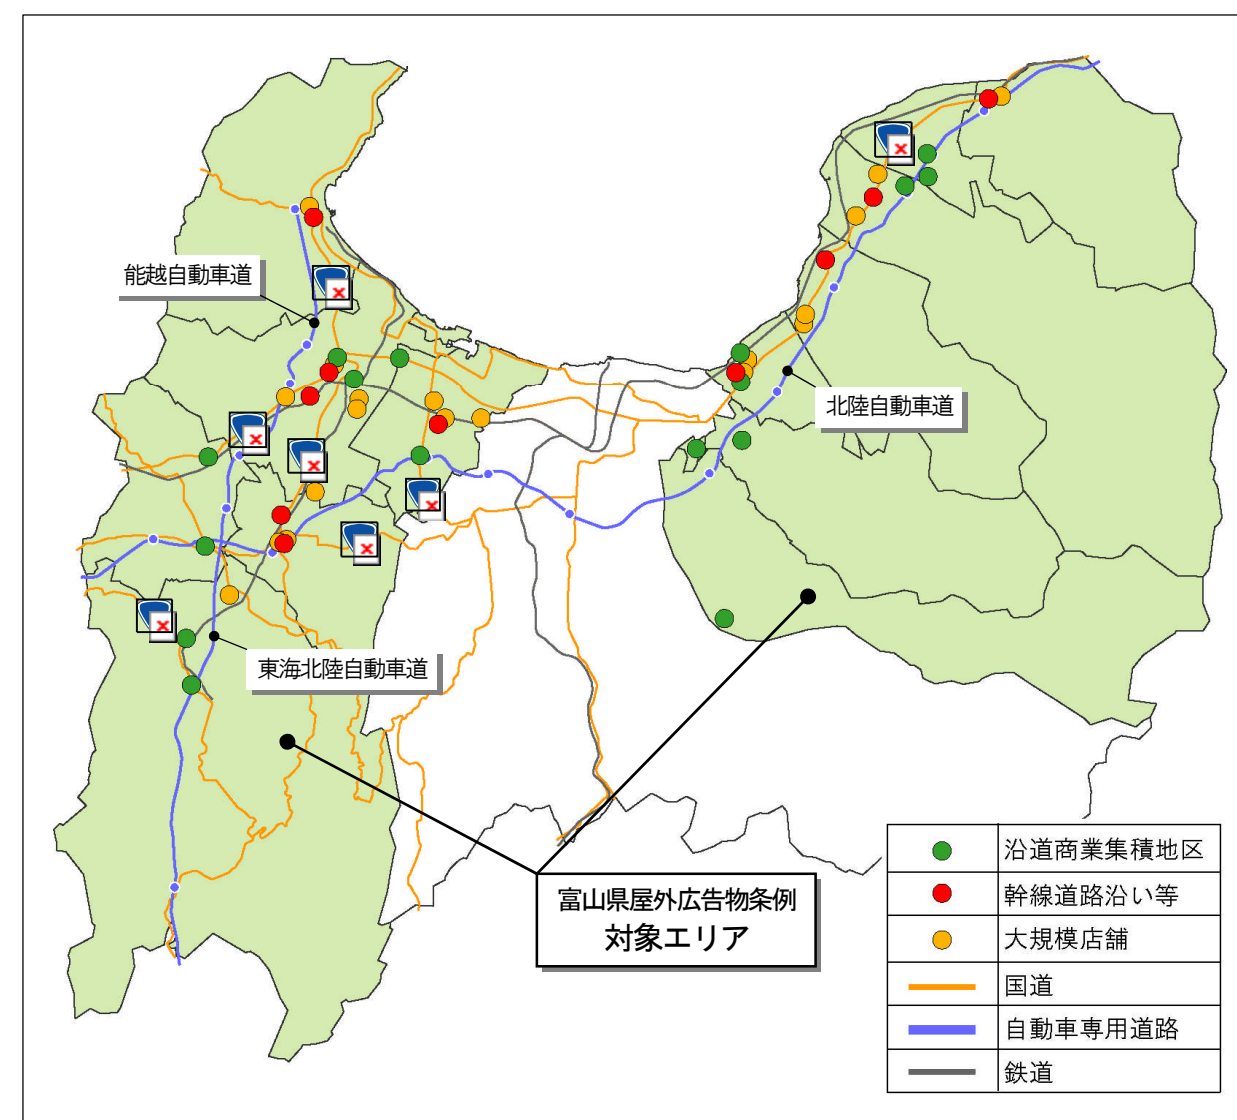 能越自動車道
北陸自動車道
東海北陸自動車道
富山県屋外広告物条例
対象エリア
沿道商業集積地区
幹線道路沿い等
大規模店舗
国道
自動車専用道路
鉄道